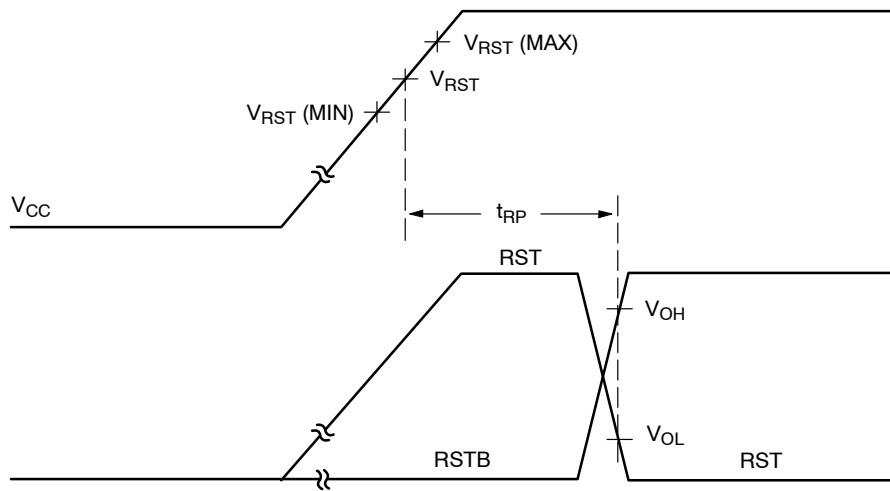 V_RST (MAX)
V_RST
V_RST (MIN)
V_CC
t_RP
RST
V_OH
V_OL
RSTB
RST